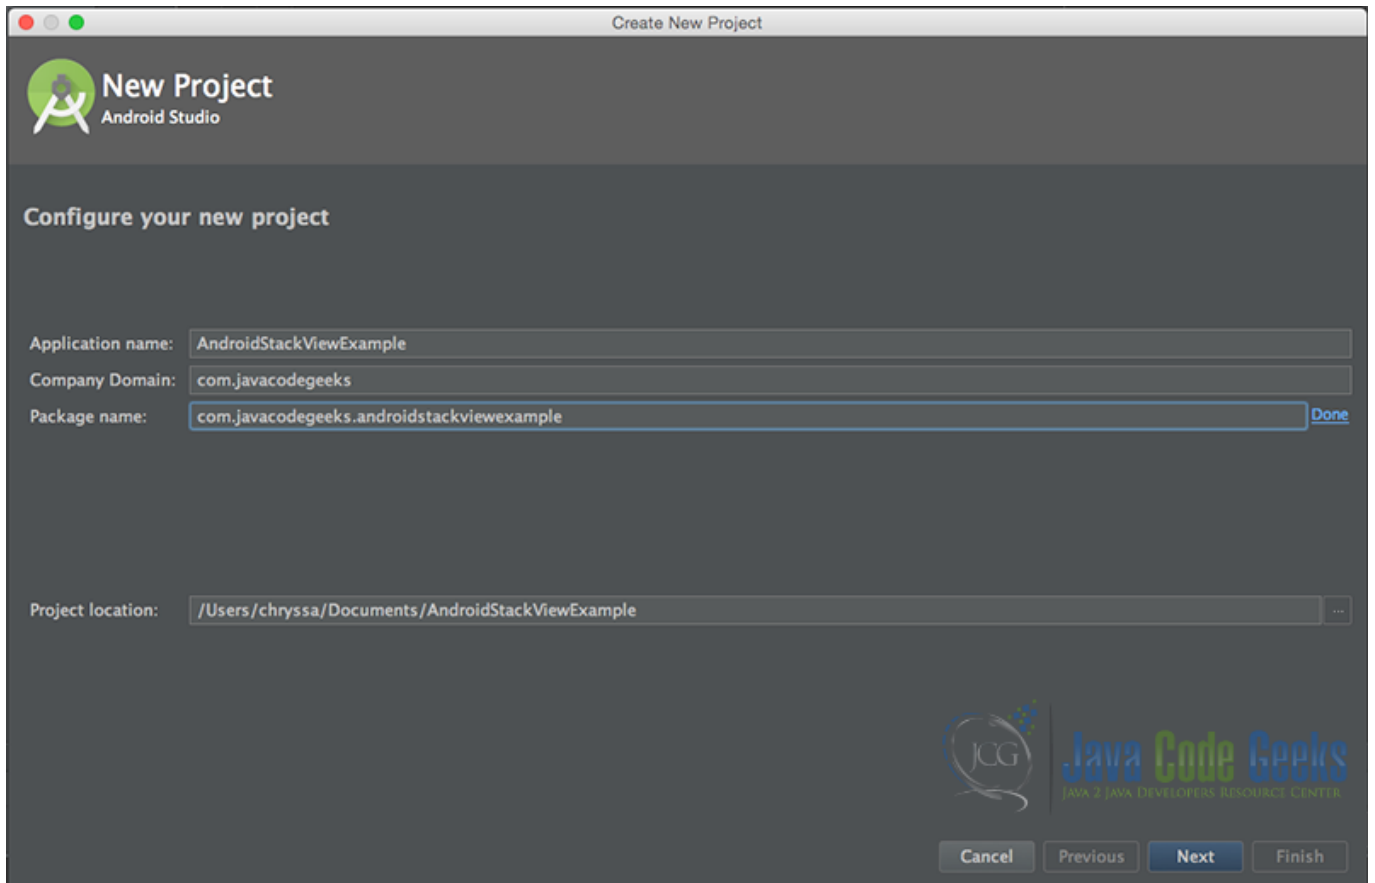 Create New Project
New Project
Android Studio
Configure your new project
Application name: AndroidStackViewExample
Company Domain: com.javacodegeeks
Package name: com.javacodegeeks.androidstackviewexample Done
Project location: /Users/chryssa/Documents/AndroidStackViewExample ...
JCG Java Code Geeks
JAVA 2 JAVA DEVELOPERS RESOURCE CENTER
Cancel Previous Next Finish